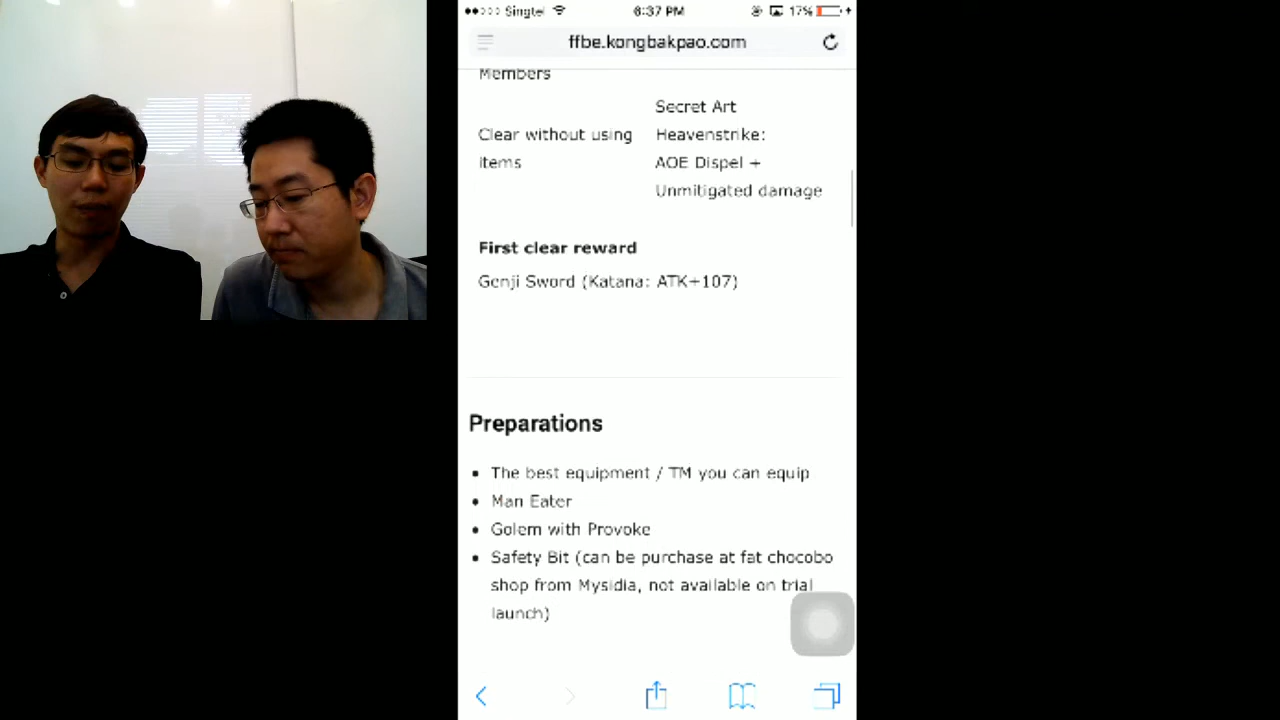 Singtel 6:37 PM 17%
ffbe.kongbakpao.com
Members
Secret Art
Clear without using Heavenstrike:
items AOE Dispel +
Unmitigated damage
First clear reward
Genji Sword (Katana: ATK+107)
Preparations
• The best equipment / TM you can equip
• Man Eater
• Golem with Provoke
• Safety Bit (can be purchase at fat chocobo
shop from Mysidia, not available on trial
launch)